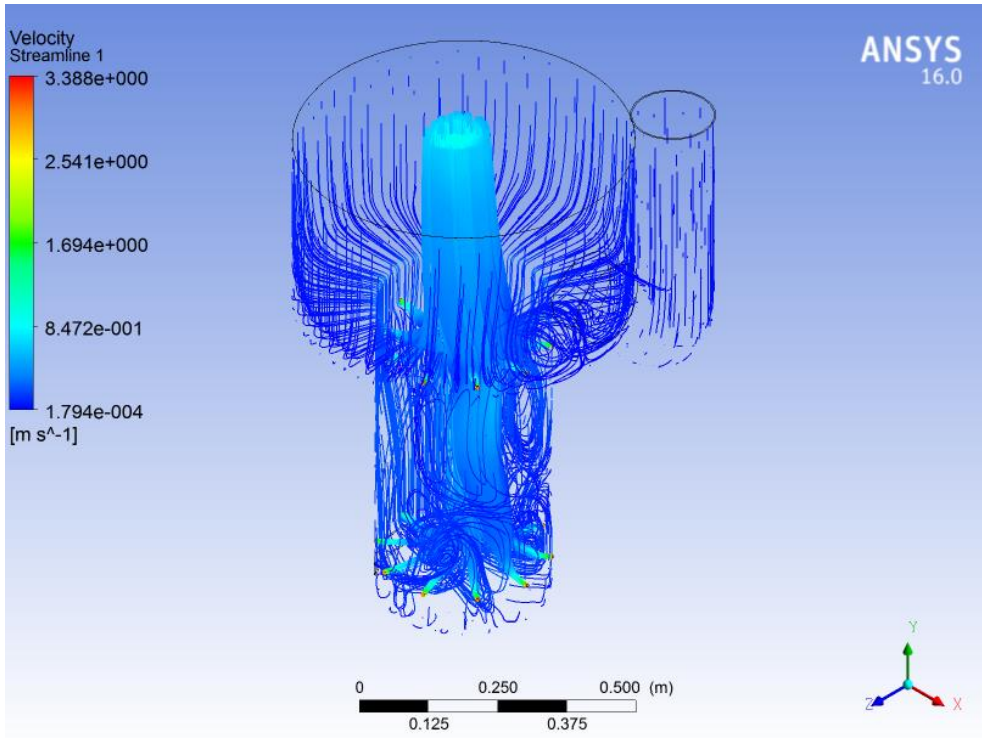 Velocity
Streamline 1
3.388e+000
2.541e+000
1.694e+000
8.472e-001
1.794e-004
[m s^-1]
ANSYS
16.0
0 0.250 0.500 (m)
0.125 0.375
Y
Z X